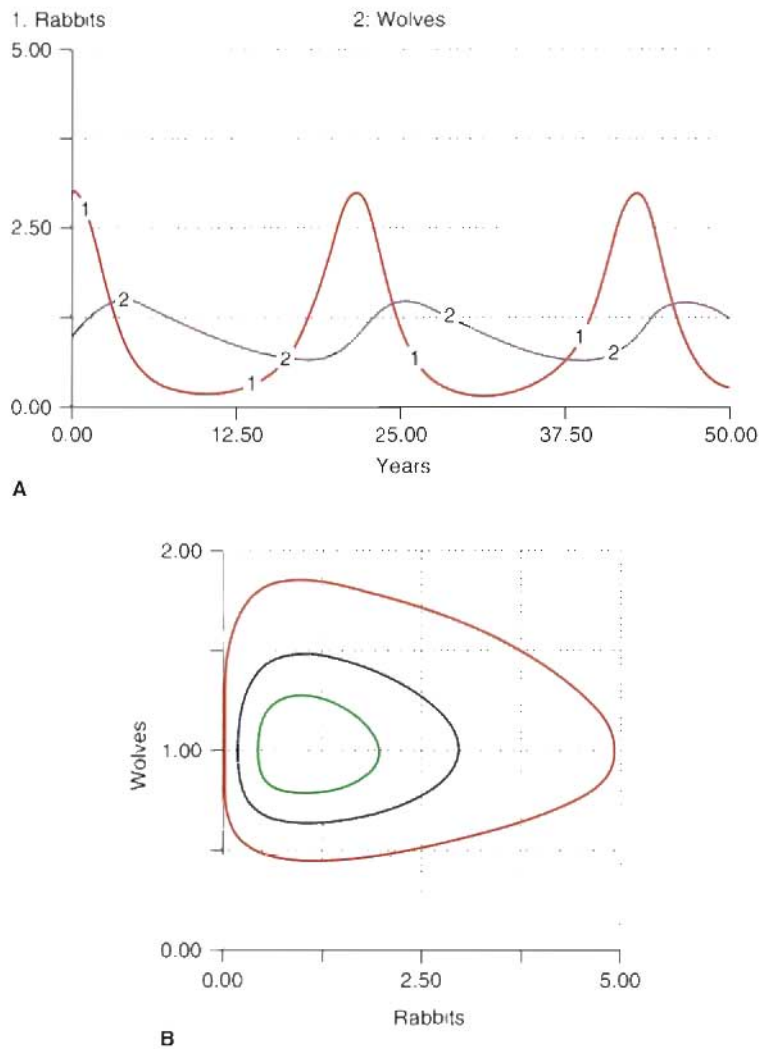 1. Rabbits 2: Wolves
5.00
2.50
0.00
1 1 1 1 1
2 2 2 2
0.00 12.50 25.00 37.50 50.00
Years
A
2.00
1.00
0.00
Wolves
0.00 2.50 5.00
Rabbits
B